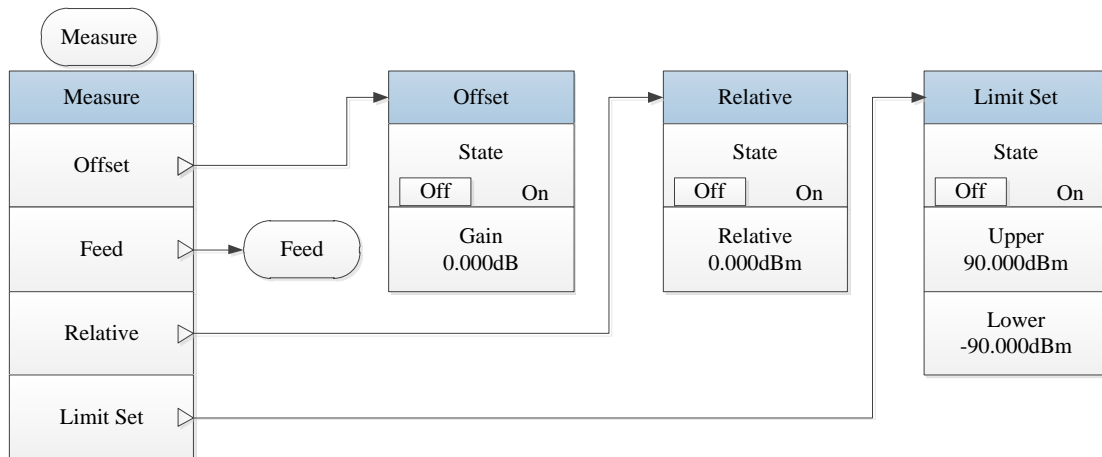 Measure
Measure
Offset
Feed
Relative
Limit Set
Feed
Offset
State
Off On
Gain
0.000dB
Relative
State
Off On
Relative
0.000dBm
Limit Set
State
Off On
Upper
90.000dBm
Lower
-90.000dBm